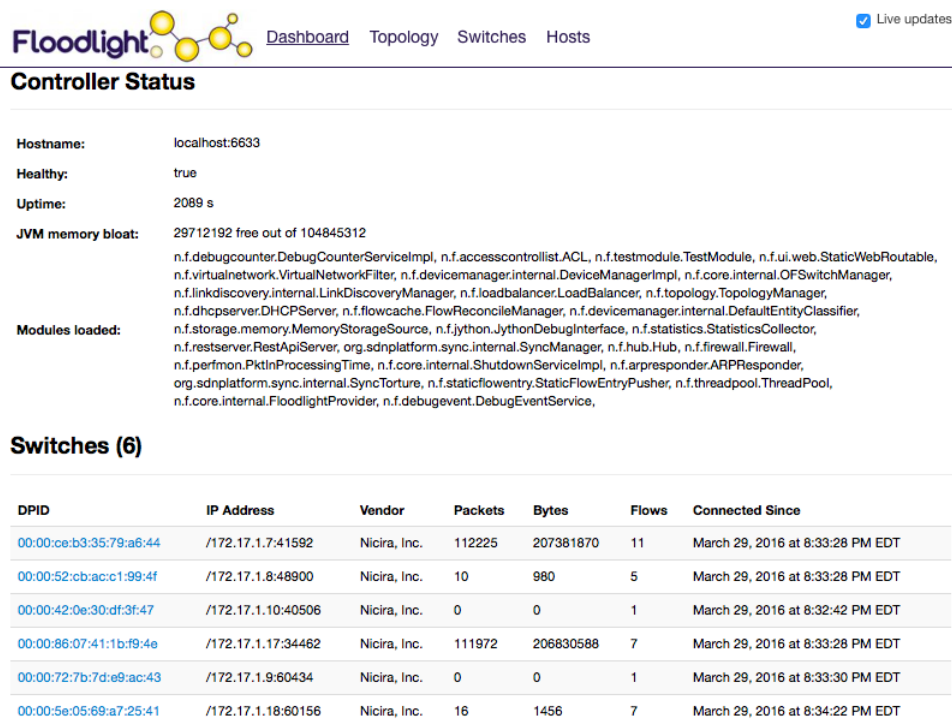 Floodlight Dashboard Topology Switches Hosts Live updates
Controller Status
Hostname: localhost:6633
Healthy: true
Uptime: 2089 s
JVM memory bloat: 29712192 free out of 104845312
n.f.debugcounter.DebugCounterServiceImpl, n.f.accesscontrollist.ACL, n.f.testmodule.TestModule, n.f.ui.web.StaticWebRoutable,
n.f.virtualnetwork.VirtualNetworkFilter, n.f.devicemanager.internal.DeviceManagerImpl, n.f.core.internal.OFSwitchManager,
n.f.linkdiscovery.internal.LinkDiscoveryManager, n.f.loadbalancer.LoadBalancer, n.f.topology.TopologyManager,
n.f.dhcpserver.DHCPServer, n.f.flowcache.FlowReconcileManager, n.f.devicemanager.internal.DefaultEntityClassifier,
Modules loaded: n.f.storage.memory.MemoryStorageSource, n.f.jython.JythonDebugInterface, n.f.statistics.StatisticsCollector,
n.f.restserver.RestApiServer, org.sdnplatform.sync.internal.SyncManager, n.f.hub.Hub, n.f.firewall.Firewall,
n.f.perfmon.PktInProcessingTime, n.f.core.internal.ShutdownServiceImpl, n.f.arpresponder.ARPResponder,
org.sdnplatform.sync.internal.SyncTorture, n.f.staticflowentry.StaticFlowEntryPusher, n.f.threadpool.ThreadPool,
n.f.core.internal.FloodlightProvider, n.f.debugevent.DebugEventService,
Switches (6)
DPID IP Address Vendor Packets Bytes Flows Connected Since
00:00:ce:b3:35:79:a6:44 /172.17.1.7:41592 Nicira, Inc. 112225 207381870 11 March 29, 2016 at 8:33:28 PM EDT
00:00:52:cb:ac:c1:99:4f /172.17.1.8:48900 Nicira, Inc. 10 980 5 March 29, 2016 at 8:33:28 PM EDT
00:00:42:0e:30:df:3f:47 /172.17.1.10:40506 Nicira, Inc. 0 0 1 March 29, 2016 at 8:32:42 PM EDT
00:00:86:07:41:1b:f9:4e /172.17.1.17:34462 Nicira, Inc. 111972 206830588 7 March 29, 2016 at 8:33:28 PM EDT
00:00:72:7b:7d:e9:ac:43 /172.17.1.9:60434 Nicira, Inc. 0 0 1 March 29, 2016 at 8:33:30 PM EDT
00:00:5e:05:69:a7:25:41 /172.17.1.18:60156 Nicira, Inc. 16 1456 7 March 29, 2016 at 8:34:22 PM EDT